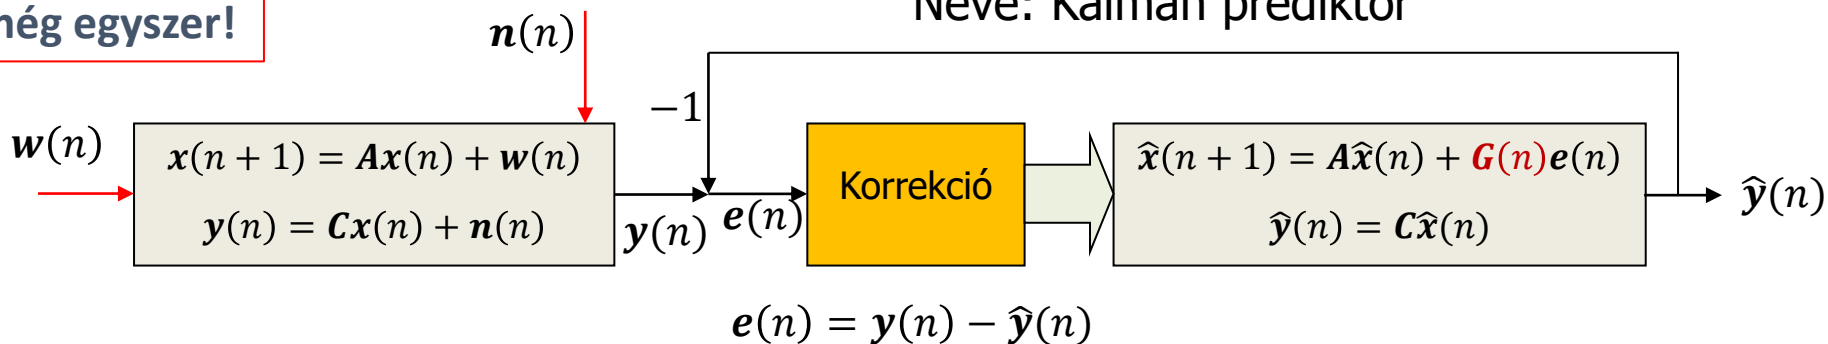 még egyszer!
Neve: Kalman prediktor
𝒏(n)
−1
𝒘(n)
𝒙(n + 1) = 𝑨𝒙(n) + 𝒘(n)
𝒚(n) = 𝑪𝒙(n) + 𝒏(n)
𝒚(n)
𝒆(n)
Korrekció
𝒙̂(n + 1) = 𝑨𝒙̂(n) + 𝑮(n)𝒆(n)
𝒚̂(n) = 𝑪𝒙̂(n)
𝒚̂(n)
𝒆(n) = 𝒚(n) − 𝒚̂(n)